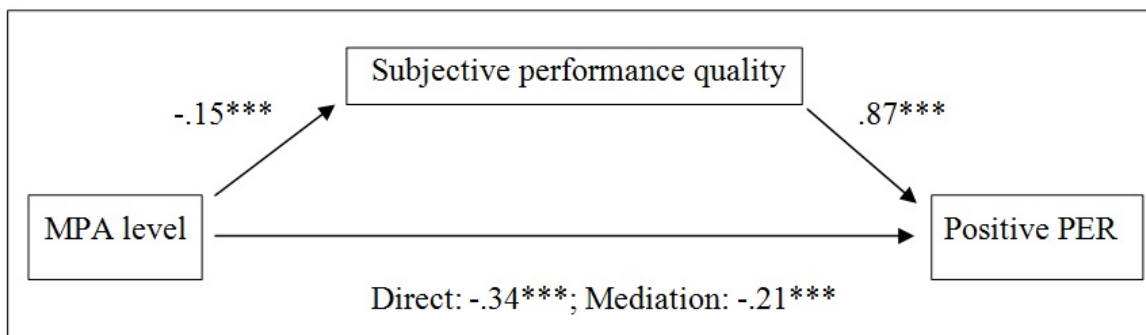 Subjective performance quality
-.15***
.87***
MPA level
Positive PER
Direct: -.34***; Mediation: -.21***